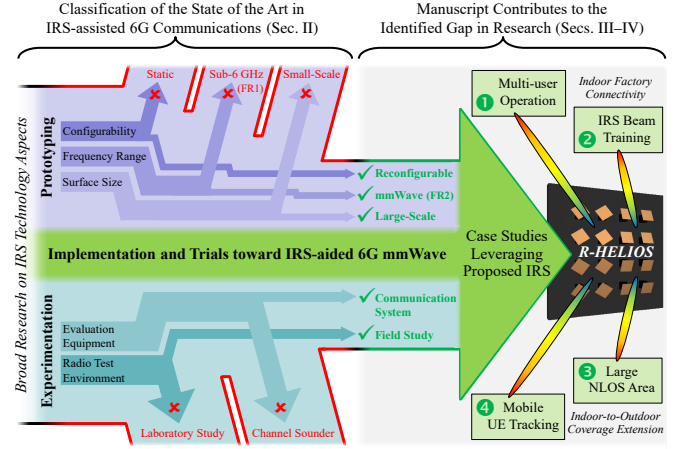 Classification of the State of the Art in
IRS-assisted 6G Communications (Sec. II)
Manuscript Contributes to the
Identified Gap in Research (Secs. III–IV)
Broad Research on IRS Technology Aspects
Prototyping
Static
Sub-6 GHz
(FR1)
Small-Scale
Configurability
Frequency Range
Surface Size
Reconfigurable
mmWave (FR2)
Large-Scale
Implementation and Trials toward IRS-aided 6G mmWave
Experimentation
Evaluation
Equipment
Radio Test
Environment
Communication
System
Field Study
Laboratory Study
Channel Sounder
Case Studies
Leveraging
Proposed IRS
Multi-user
Operation
1
Indoor Factory
Connectivity
IRS Beam
2 Training
R-HELIOS
3 Large
NLOS Area
4 Mobile
UE Tracking
Indoor-to-Outdoor
Coverage Extension